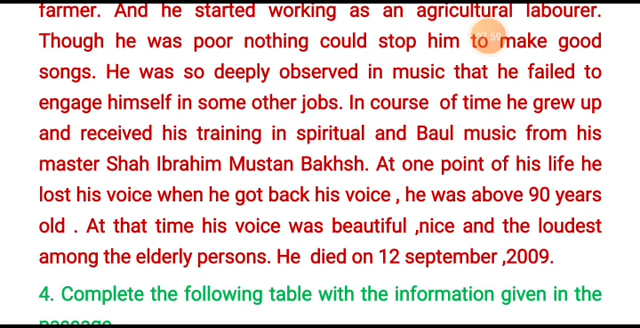 farmer. And he started working as an agricultural labourer.
Though he was poor nothing could stop him to make good
songs. He was so deeply observed in music that he failed to
engage himself in some other jobs. In course of time he grew up
and received his training in spiritual and Baul music from his
master Shah Ibrahim Mustan Bakhsh. At one point of his life he
lost his voice when he got back his voice , he was above 90 years
old . At that time his voice was beautiful ,nice and the loudest
among the elderly persons. He died on 12 september ,2009.
4. Complete the following table with the information given in the